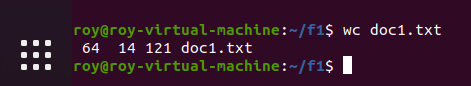 roy@roy-virtual-machine:~/f1$ wc doc1.txt
 64  14 121 doc1.txt
roy@roy-virtual-machine:~/f1$